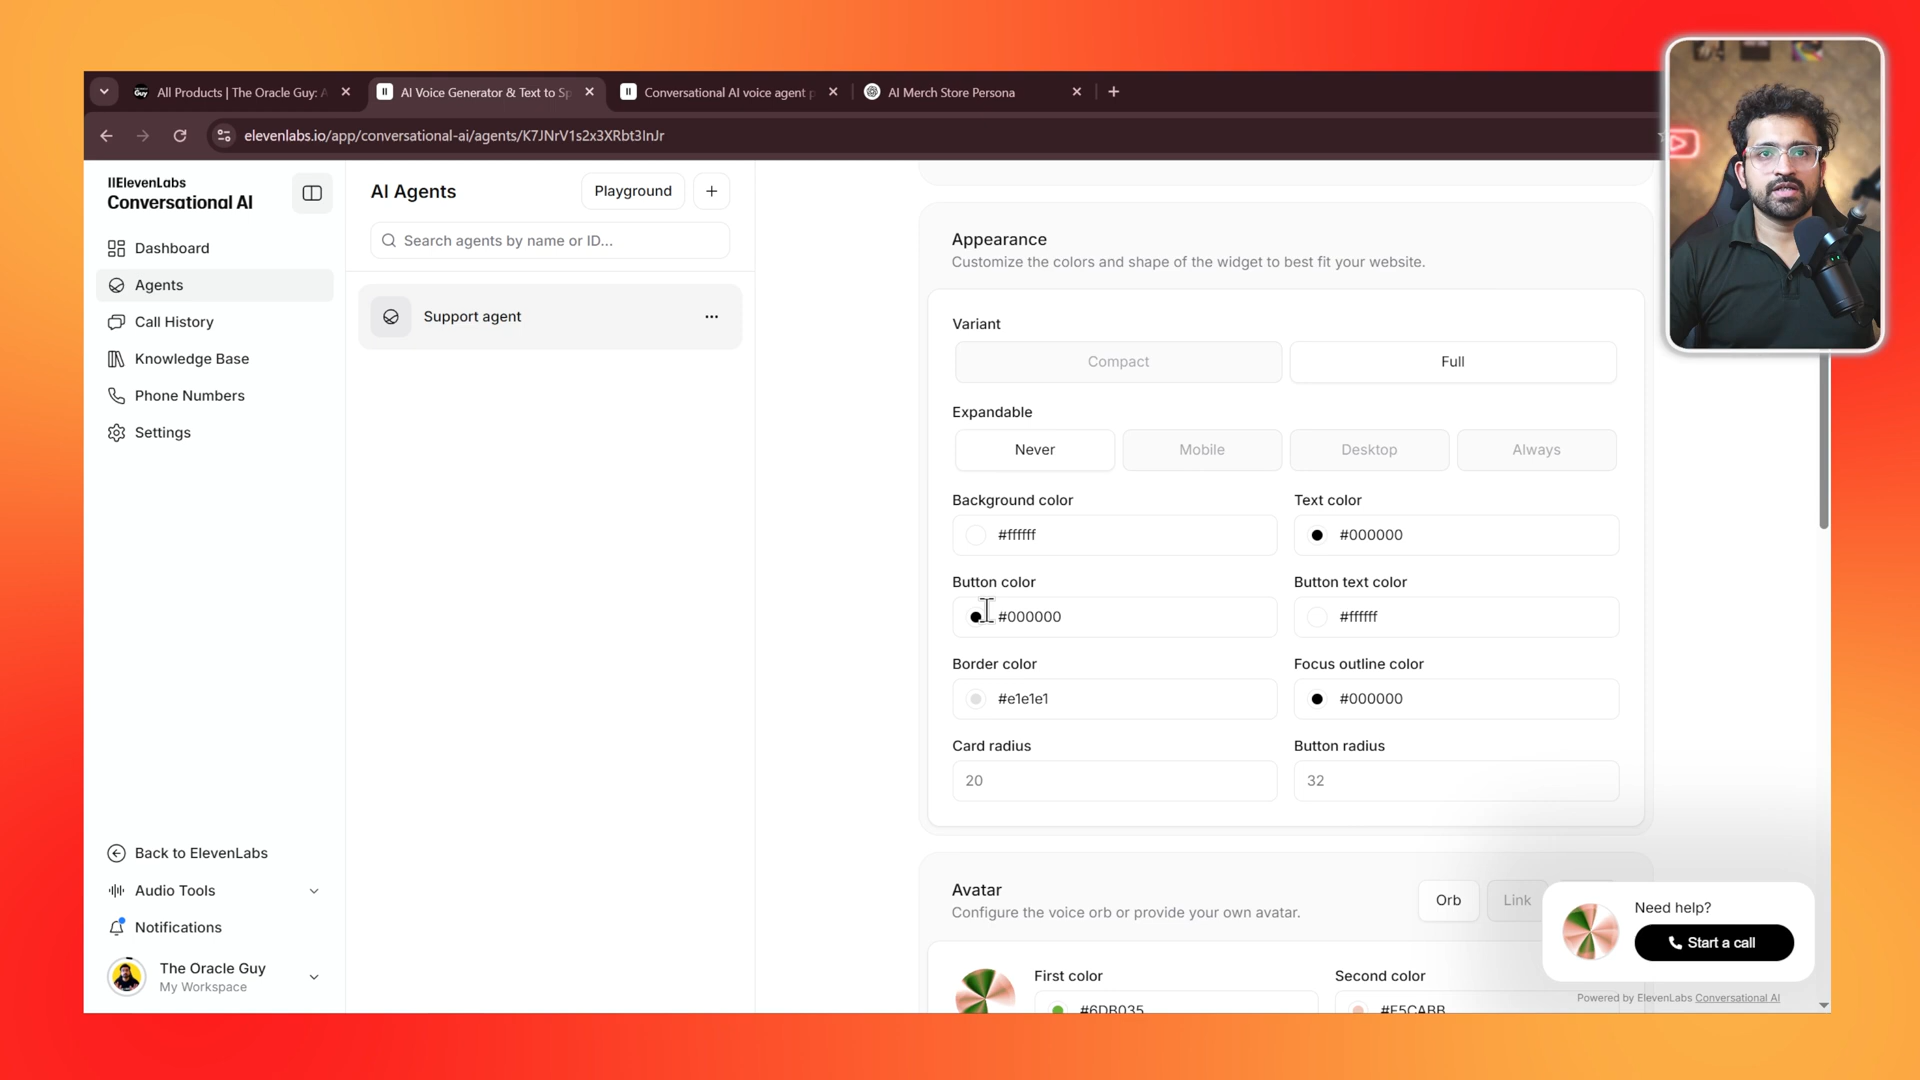 Guy All Products | The Oracle Guy: A
AI Voice Generator & Text to Sp
Conversational AI voice agent p
AI Merch Store Persona
elevenlabs.io/app/conversational-ai/agents/K7JNrV1s2x3XRbt3InJr
IIElevenLabs
Conversational AI
Dashboard
Agents
Call History
Knowledge Base
Phone Numbers
Settings
Back to ElevenLabs
Audio Tools
Notifications
The Oracle Guy
My Workspace
AI Agents
Playground
Search agents by name or ID...
Support agent
Appearance
Customize the colors and shape of the widget to best fit your website.
Variant
Compact Full
Expandable
Never Mobile Desktop Always
Background color Text color
#ffffff #000000
Button color Button text color
#000000 #ffffff
Border color Focus outline color
#e1e1e1 #000000
Card radius Button radius
20 32
Avatar
Configure the voice orb or provide your own avatar.
Orb Link
First color Second color
#6DB035 #F5CABB
Need help?
Start a call
Powered by ElevenLabs Conversational AI